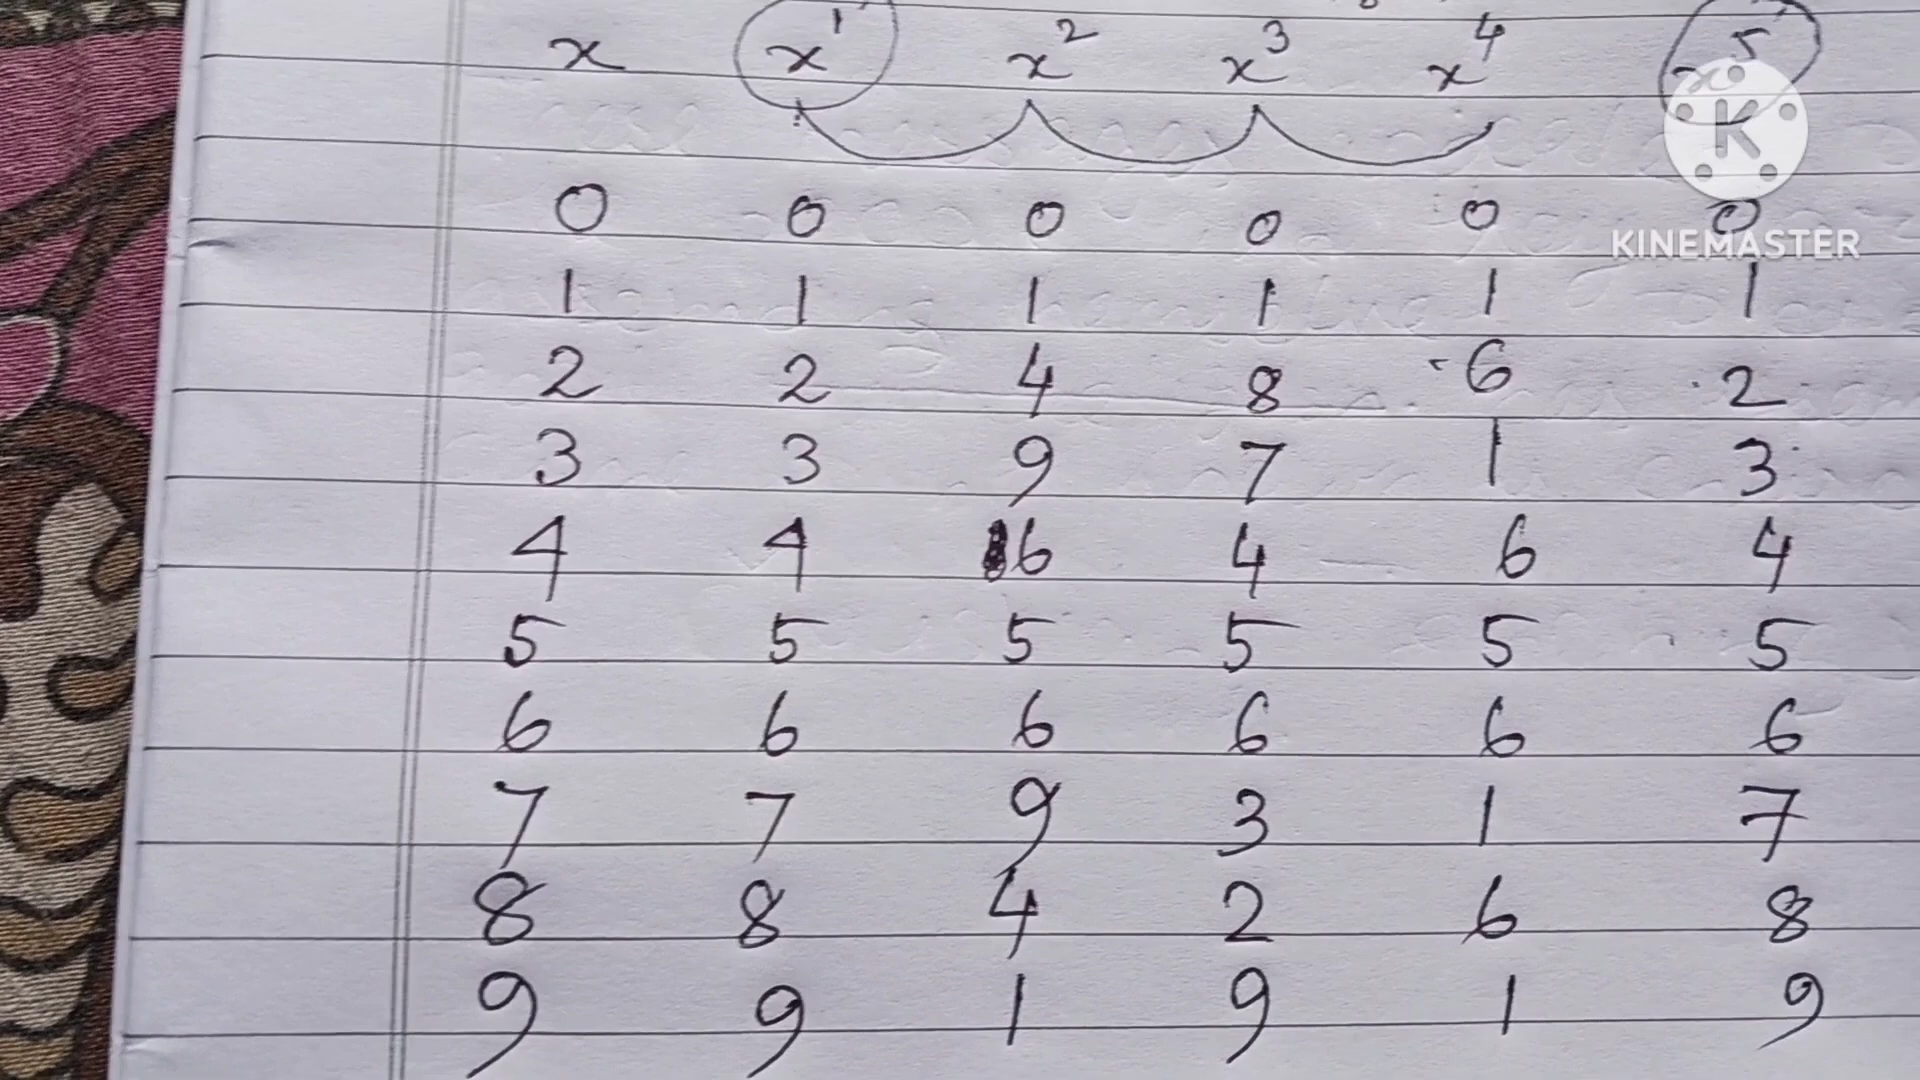 x x¹ x² x³ x⁴ x⁵
0 0 0 0 0 0
1 1 1 1 1 1
2 2 4 8 6 2
3 3 9 7 1 3
4 4 6 4 6 4
5 5 5 5 5 5
6 6 6 6 6 6
7 7 9 3 1 7
8 8 4 2 6 8
9 9 1 9 1 9
K
KINEMASTER